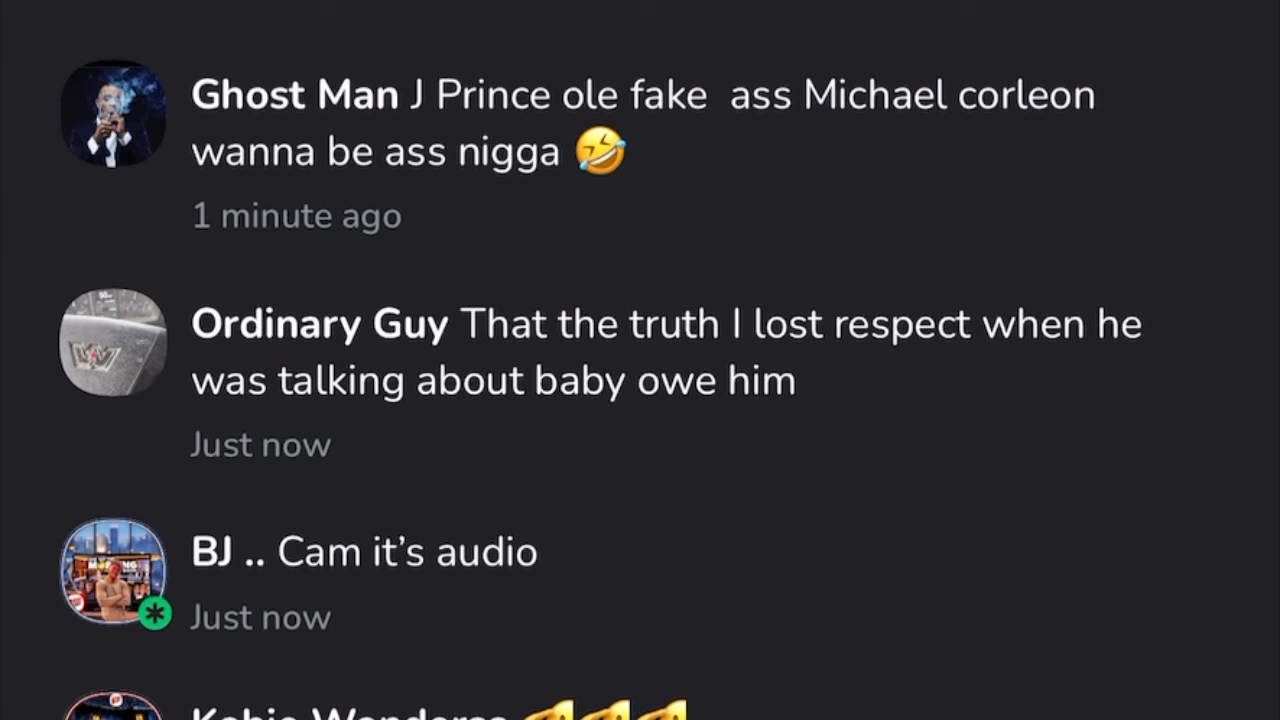 Ghost Man J Prince ole fake ass Michael corleon
wanna be ass nigga 🤣
1 minute ago
Ordinary Guy That the truth I lost respect when he
was talking about baby owe him
Just now
BJ .. Cam it’s audio
Just now